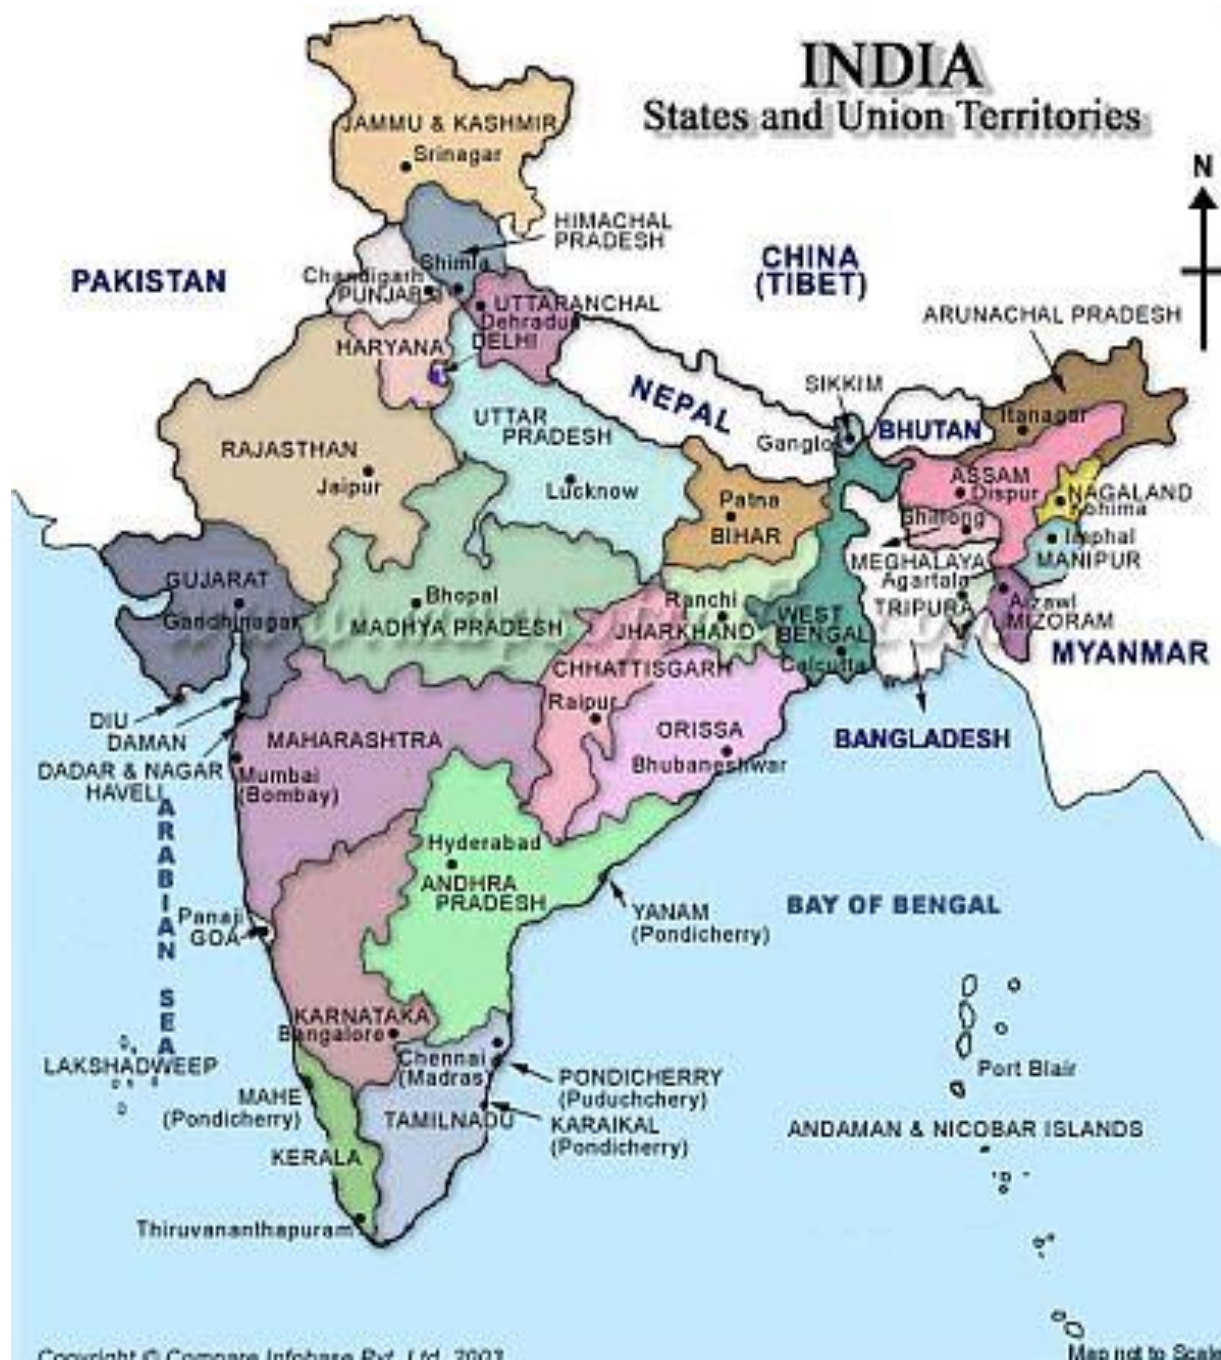 INDIA
States and Union Territories
N
JAMMU & KASHMIR
Srinagar
HIMACHAL
PRADESH
PAKISTAN
CHINA
(TIBET)
Shimla
Chandigarh
PUNJAB
UTTARANCHAL
Dehradun
DELHI
HARYANA
ARUNACHAL PRADESH
NEPAL
SIKKIM
Ganglo
BHUTAN
Itanagar
UTTAR
PRADESH
RAJASTHAN
Jaipur
Lucknow
Patna
BIHAR
ASSAM
Dispur
NAGALAND
Kohima
Shillong
Imphal
MEGHALAYA
MANIPUR
Agartala
TRIPURA
Aizawl
MIZORAM
MYANMAR
GUJARAT
Gandhinagar
Bhopal
MADHYA PRADESH
Ranchi
JHARKHAND
WEST
BENGAL
Calcutta
CHHATTISGARH
Raipur
ORISSA
Bhubaneshwar
BANGLADESH
DIU
DAMAN
DADAR & NAGAR
HAVELI
MAHARASHTRA
Mumbai
(Bombay)
ARABIAN SEA
Hyderabad
ANDHRA
PRADESH
YANAM
(Pondicherry)
BAY OF BENGAL
Panaji
GOA
KARNATAKA
Bangalore
LAKSHADWEEP
MAHE
(Pondicherry)
Chennai
(Madras)
PONDICHERRY
(Puduchchery)
TAMILNADU
KARAIKAL
(Pondicherry)
KERALA
Thiruvananthapuram
Port Blair
ANDAMAN & NICOBAR ISLANDS
Copyright © Compare Infobase Pvt. Ltd. 2003
Map not to Scale